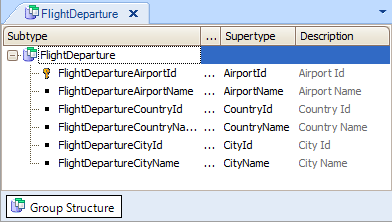 FlightDeparture
Subtype ... Supertype Description
FlightDeparture
FlightDepartureAirportId ... AirportId Airport Id
FlightDepartureAirportName ... AirportName Airport Name
FlightDepartureCountryId ... CountryId Country Id
FlightDepartureCountryNa... ... CountryName Country Name
FlightDepartureCityId ... CityId City Id
FlightDepartureCityName ... CityName City Name
Group Structure